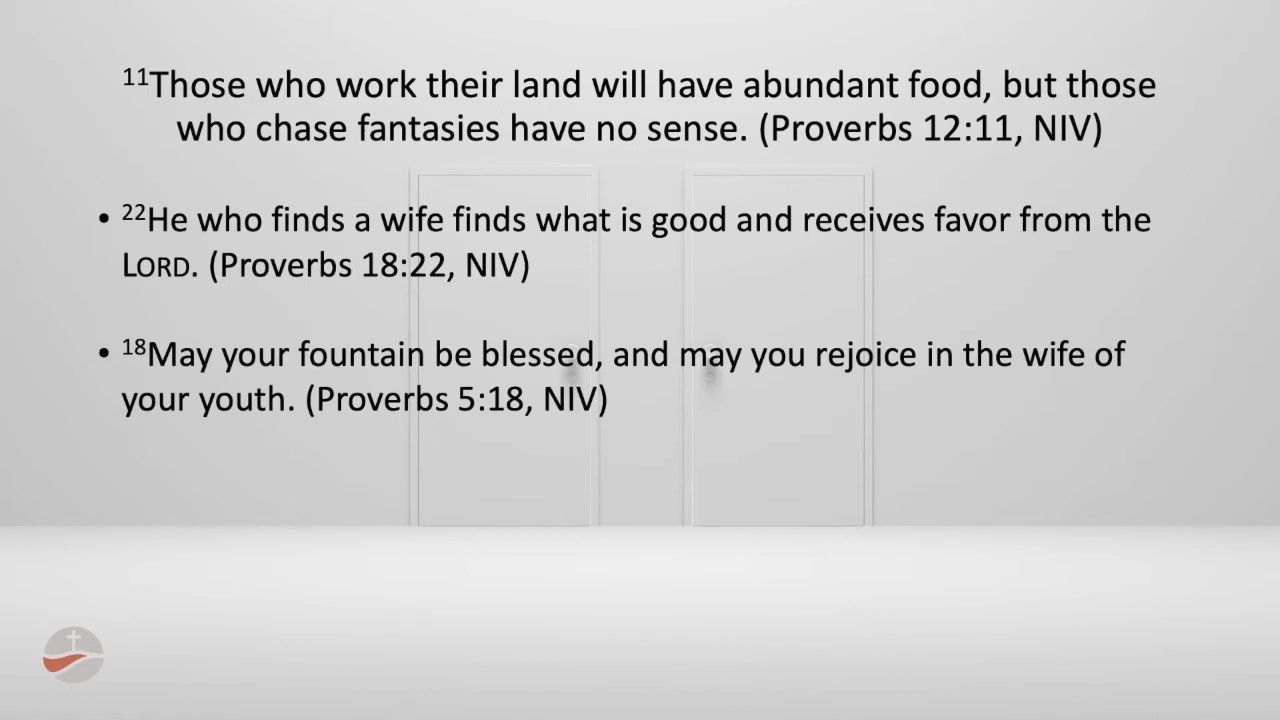 ¹¹Those who work their land will have abundant food, but those
who chase fantasies have no sense. (Proverbs 12:11, NIV)
• ²²He who finds a wife finds what is good and receives favor from the
LORD. (Proverbs 18:22, NIV)
• ¹⁸May your fountain be blessed, and may you rejoice in the wife of
your youth. (Proverbs 5:18, NIV)